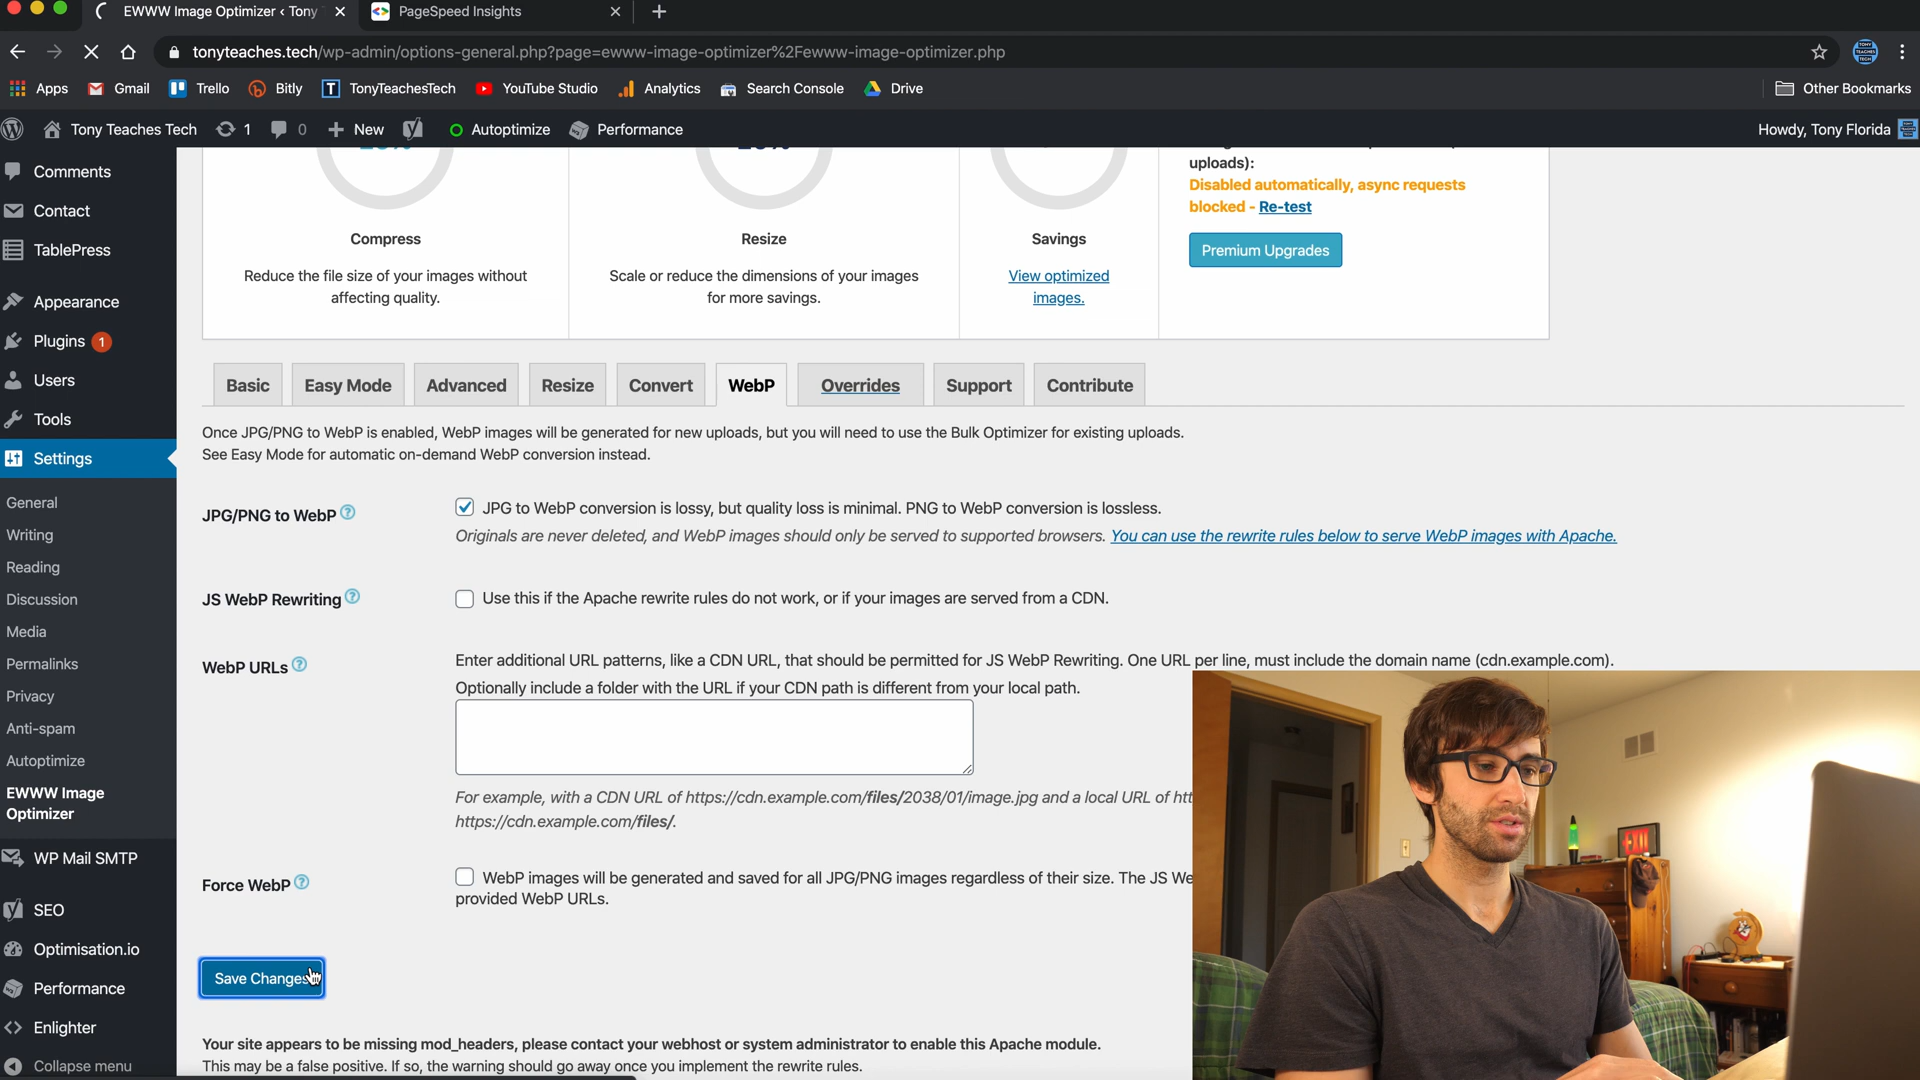 EWWW Image Optimizer ‹ Tony
PageSpeed Insights
tonyteaches.tech/wp-admin/options-general.php?page=ewww-image-optimizer%2Fewww-image-optimizer.php
Apps
Gmail
Trello
Bitly
TonyTeachesTech
YouTube Studio
Analytics
Search Console
Drive
Other Bookmarks
Tony Teaches Tech
1
0
New
Autoptimize
Performance
Howdy, Tony Florida
Comments
Contact
TablePress
Appearance
Plugins 1
Users
Tools
Settings
General
Writing
Reading
Discussion
Media
Permalinks
Privacy
Anti-spam
Autoptimize
EWWW Image
Optimizer
WP Mail SMTP
SEO
Optimisation.io
Performance
Enlighter
Collapse menu
Compress
Reduce the file size of your images without
affecting quality.
Resize
Scale or reduce the dimensions of your images
for more savings.
Savings
View optimized
images.
uploads):
Disabled automatically, async requests
blocked - Re-test
Premium Upgrades
Basic
Easy Mode
Advanced
Resize
Convert
WebP
Overrides
Support
Contribute
Once JPG/PNG to WebP is enabled, WebP images will be generated for new uploads, but you will need to use the Bulk Optimizer for existing uploads.
See Easy Mode for automatic on-demand WebP conversion instead.
JPG/PNG to WebP
JPG to WebP conversion is lossy, but quality loss is minimal. PNG to WebP conversion is lossless.
Originals are never deleted, and WebP images should only be served to supported browsers. You can use the rewrite rules below to serve WebP images with Apache.
JS WebP Rewriting
Use this if the Apache rewrite rules do not work, or if your images are served from a CDN.
WebP URLs
Enter additional URL patterns, like a CDN URL, that should be permitted for JS WebP Rewriting. One URL per line, must include the domain name (cdn.example.com).
Optionally include a folder with the URL if your CDN path is different from your local path.
For example, with a CDN URL of https://cdn.example.com/files/2038/01/image.jpg and a local URL of htt
https://cdn.example.com/files/.
Force WebP
WebP images will be generated and saved for all JPG/PNG images regardless of their size. The JS We
provided WebP URLs.
Save Changes
Your site appears to be missing mod_headers, please contact your webhost or system administrator to enable this Apache module.
This may be a false positive. If so, the warning should go away once you implement the rewrite rules.